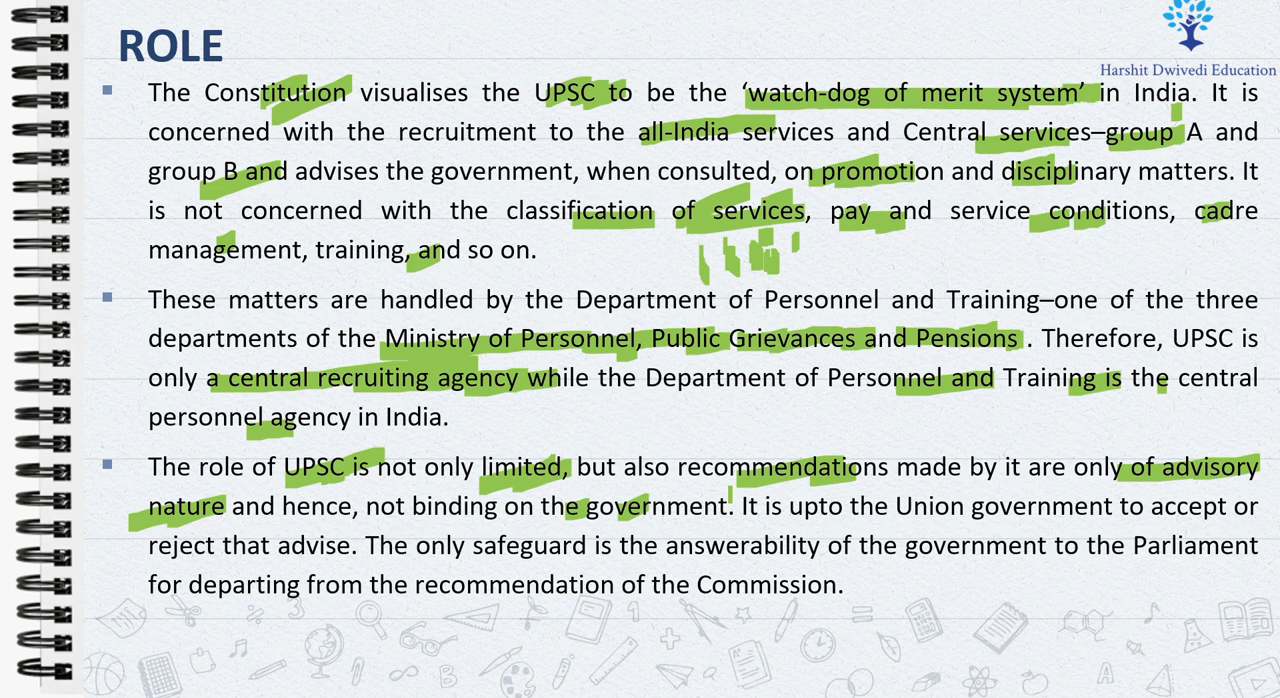 ROLE
Harshit Dwivedi Education
▪ The Constitution visualises the UPSC to be the ‘watch-dog of merit system’ in India. It is
concerned with the recruitment to the all-India services and Central services–group A and
group B and advises the government, when consulted, on promotion and disciplinary matters. It
is not concerned with the classification of services, pay and service conditions, cadre
management, training, and so on.
▪ These matters are handled by the Department of Personnel and Training–one of the three
departments of the Ministry of Personnel, Public Grievances and Pensions . Therefore, UPSC is
only a central recruiting agency while the Department of Personnel and Training is the central
personnel agency in India.
▪ The role of UPSC is not only limited, but also recommendations made by it are only of advisory
nature and hence, not binding on the government. It is upto the Union government to accept or
reject that advise. The only safeguard is the answerability of the government to the Parliament
for departing from the recommendation of the Commission.